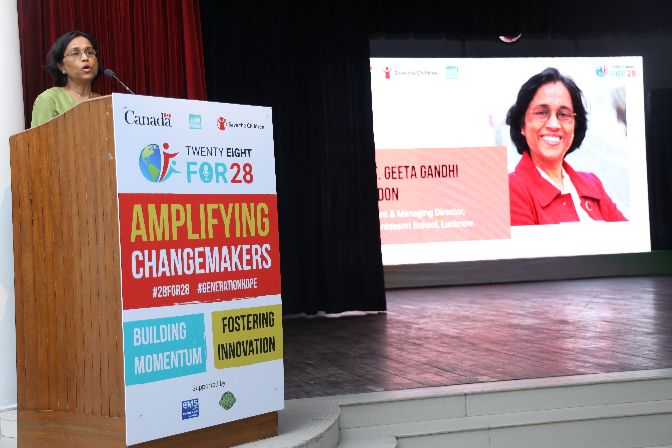 Canada
Save the Children
TWENTY EIGHT
FOR 28
AMPLIFYING
CHANGEMAKERS
#28FOR28 #GENERATIONHOPE
BUILDING
MOMENTUM
FOSTERING
INNOVATION
Supported by
CMS
Save the Children
FOR 28
. GEETA GANDHI
DON
& Managing Director,
ntessori School, Lucknow